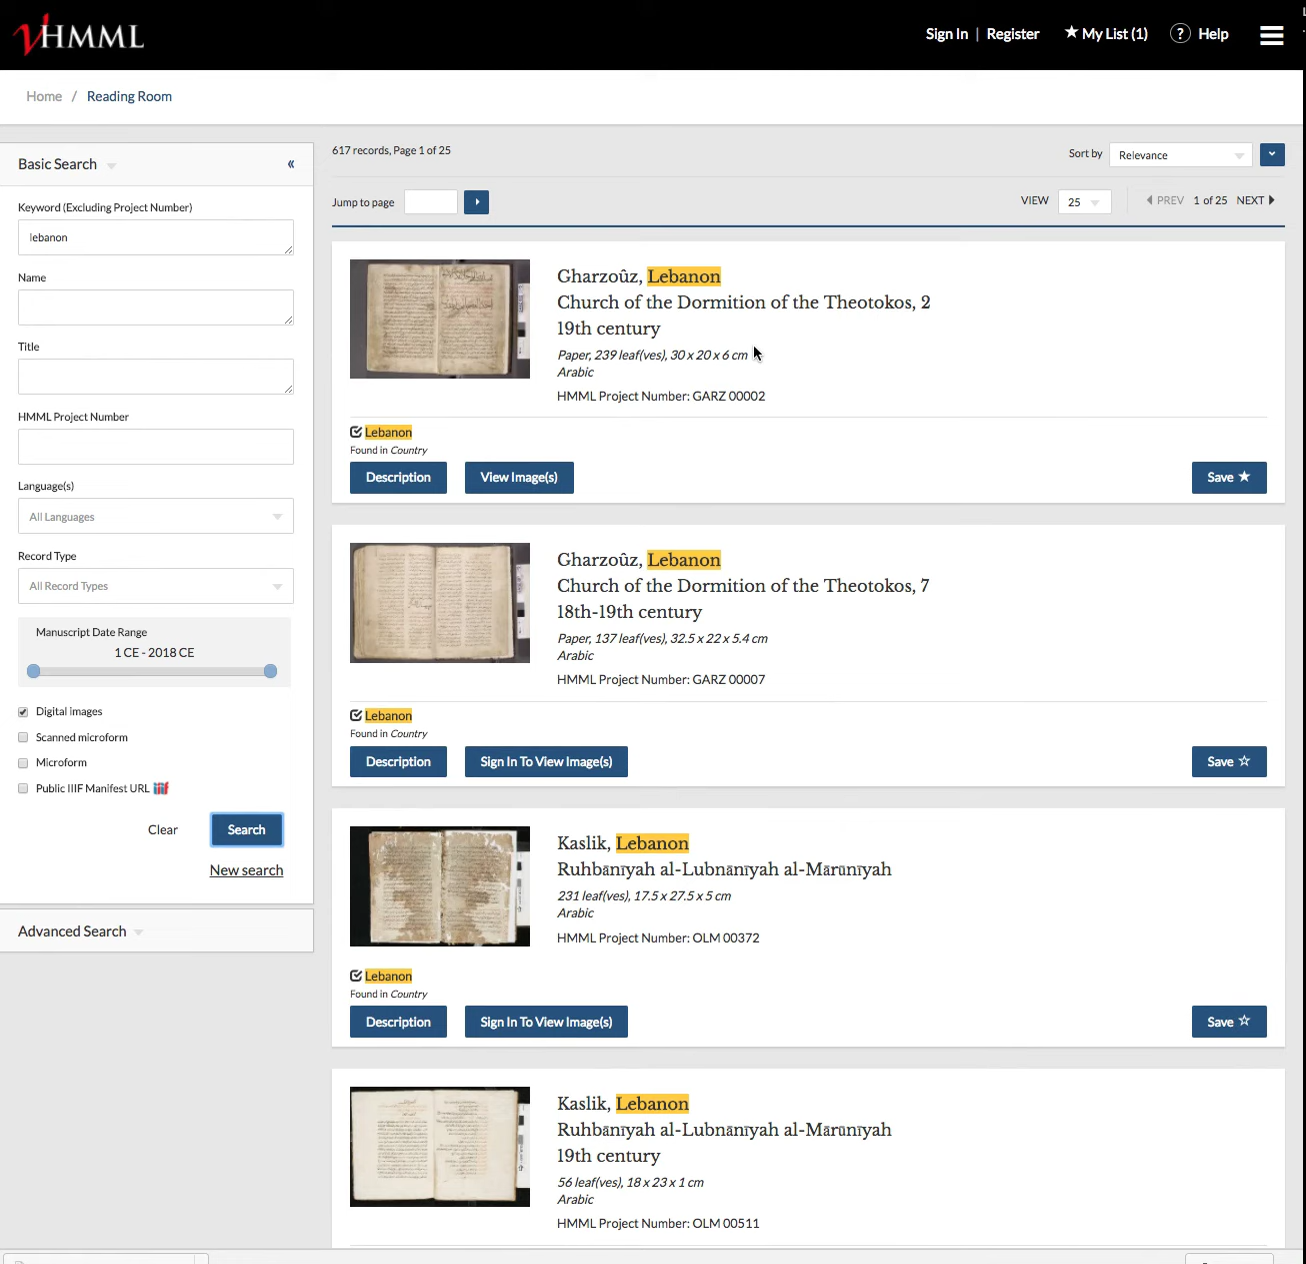 vHMML
Sign In | Register ★ My List (1) ? Help
Home / Reading Room
Basic Search «
Keyword (Excluding Project Number)
lebanon
Name
Title
HMML Project Number
Language(s)
All Languages
Record Type
All Record Types
Manuscript Date Range
1 CE - 2018 CE
Digital images
Scanned microform
Microform
Public IIIF Manifest URL iiif
Clear Search
New search
Advanced Search
617 records, Page 1 of 25
Sort by Relevance
Jump to page
VIEW 25 PREV 1 of 25 NEXT
Gharzoûz, Lebanon
Church of the Dormition of the Theotokos, 2
19th century
Paper, 239 leaf(ves), 30 x 20 x 6 cm
Arabic
HMML Project Number: GARZ 00002
Lebanon
Found in Country
Description View Image(s) Save ★
Gharzoûz, Lebanon
Church of the Dormition of the Theotokos, 7
18th-19th century
Paper, 137 leaf(ves), 32.5 x 22 x 5.4 cm
Arabic
HMML Project Number: GARZ 00007
Lebanon
Found in Country
Description Sign In To View Image(s) Save ☆
Kaslik, Lebanon
Ruhbānīyah al-Lubnānīyah al-Mārūnīyah
231 leaf(ves), 17.5 x 27.5 x 5 cm
Arabic
HMML Project Number: OLM 00372
Lebanon
Found in Country
Description Sign In To View Image(s) Save ☆
Kaslik, Lebanon
Ruhbānīyah al-Lubnānīyah al-Mārūnīyah
19th century
56 leaf(ves), 18 x 23 x 1 cm
Arabic
HMML Project Number: OLM 00511